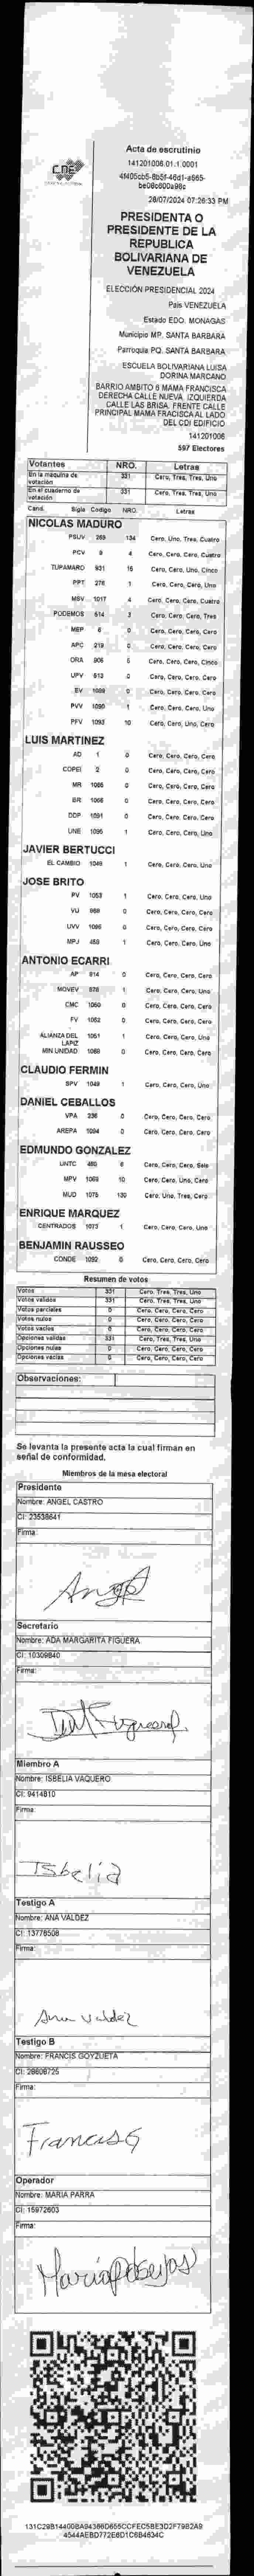 CDE
Acta de escrutinio
141201006.01.1.0001
28/07/2024 07:26:33 PM
PRESIDENTA O
PRESIDENTE DE LA
REPUBLICA
BOLIVARIANA DE
VENEZUELA
ELECCIÓN PRESIDENCIAL 2024
País VENEZUELA
Estado EDO. MONAGAS
Municipio MP. SANTA BARBARA
Parroquia PQ. SANTA BARBARA
ESCUELA BOLIVARIANA LUISA
DORINA MARCANO
BARRIO AMBITO 6 MAMA FRANCISCA
DERECHA CALLE NUEVA. IZQUIERDA
CALLE LAS BRISA. FRENTE CALLE
PRINCIPAL MAMA FRACISCA AL LADO
DEL CDI EDIFICIO
141201006
597 Electores
Votantes NRO. Letras
En la maquina de votación 331 Cero, Tres, Tres, Uno
En el cuaderno de votación 331 Cero, Tres, Tres, Uno
Cand. Sigla Codigo NRO. Letras
NICOLAS MADURO
PSUV 269 134 Cero, Uno, Tres, Cuatro
PCV 9 4 Cero, Cero, Cero, Cuatro
TUPAMARO 931 15 Cero, Cero, Uno, Cinco
PPT 276 1 Cero, Cero, Cero, Uno
MSV 1017 4 Cero, Cero, Cero, Cuatro
PODEMOS 514 3 Cero, Cero, Cero, Tres
MEP 6 0 Cero, Cero, Cero, Cero
APC 219 0 Cero, Cero, Cero, Cero
ORA 906 5 Cero, Cero, Cero, Cinco
UPV 613 0 Cero, Cero, Cero, Cero
EV 1089 0 Cero, Cero, Cero, Cero
PVV 1090 1 Cero, Cero, Cero, Uno
PFV 1093 10 Cero, Cero, Uno, Cero
LUIS MARTINEZ
AD 1 0 Cero, Cero, Cero, Cero
COPEI 2 0 Cero, Cero, Cero, Cero
MR 1066 0 Cero, Cero, Cero, Cero
BR 1068 0 Cero, Cero, Cero, Cero
DDP 1091 0 Cero, Cero, Cero, Cero
UNE 1095 1 Cero, Cero, Cero, Uno
JAVIER BERTUCCI
EL CAMBIO 1049 1 Cero, Cero, Cero, Uno
JOSE BRITO
PV 1053 1 Cero, Cero, Cero, Uno
VU 968 0 Cero, Cero, Cero, Cero
UVV 1096 0 Cero, Cero, Cero, Cero
MPJ 458 1 Cero, Cero, Cero, Uno
ANTONIO ECARRI
AP 814 0 Cero, Cero, Cero, Cero
MOVEV 878 1 Cero, Cero, Cero, Uno
CMC 1060 0 Cero, Cero, Cero, Cero
FV 1052 0 Cero, Cero, Cero, Cero
ALIANZA DEL LAPIZ 1051 1 Cero, Cero, Cero, Uno
MIN UNIDAD 1069 0 Cero, Cero, Cero, Cero
CLAUDIO FERMIN
SPV 1049 1 Cero, Cero, Cero, Uno
DANIEL CEBALLOS
VPA 236 0 Cero, Cero, Cero, Cero
AREPA 1094 0 Cero, Cero, Cero, Cero
EDMUNDO GONZALEZ
UNTC 460 6 Cero, Cero, Cero, Seis
MPV 1069 10 Cero, Cero, Uno, Cero
MUD 1075 130 Cero, Uno, Tres, Cero
ENRIQUE MARQUEZ
CENTRADOS 1073 1 Cero, Cero, Cero, Uno
BENJAMIN RAUSSEO
CONDE 1092 0 Cero, Cero, Cero, Cero
Resumen de votos
Votos 331 Cero, Tres, Tres, Uno
Votos validos 331 Cero, Tres, Tres, Uno
Votos parciales 0 Cero, Cero, Cero, Cero
Votos nulos 0 Cero, Cero, Cero, Cero
Votos vacios 0 Cero, Cero, Cero, Cero
Opciones validas 331 Cero, Tres, Tres, Uno
Opciones nulas 0 Cero, Cero, Cero, Cero
Opciones vacias 0 Cero, Cero, Cero, Cero
Observaciones:
Se levanta la presente acta la cual firman en
señal de conformidad.
Miembros de la mesa electoral
Presidente
Nombre: ANGEL CASTRO
CI: 23538641
Firma:
Angel
Secretario
Nombre: ADA MARGARITA FIGUERA
CI: 10309840
Firma:
Miembro A
Nombre: ISBELIA VAQUERO
CI: 9414810
Firma:
Isbelia
Testigo A
Nombre: ANA VALDEZ
CI: 13776508
Firma:
Ana Valdez
Testigo B
Nombre: FRANCIS GOYZUETA
CI: 28608725
Firma:
Francis G
Operador
Nombre: MARIA PARRA
CI: 15972603
Firma: